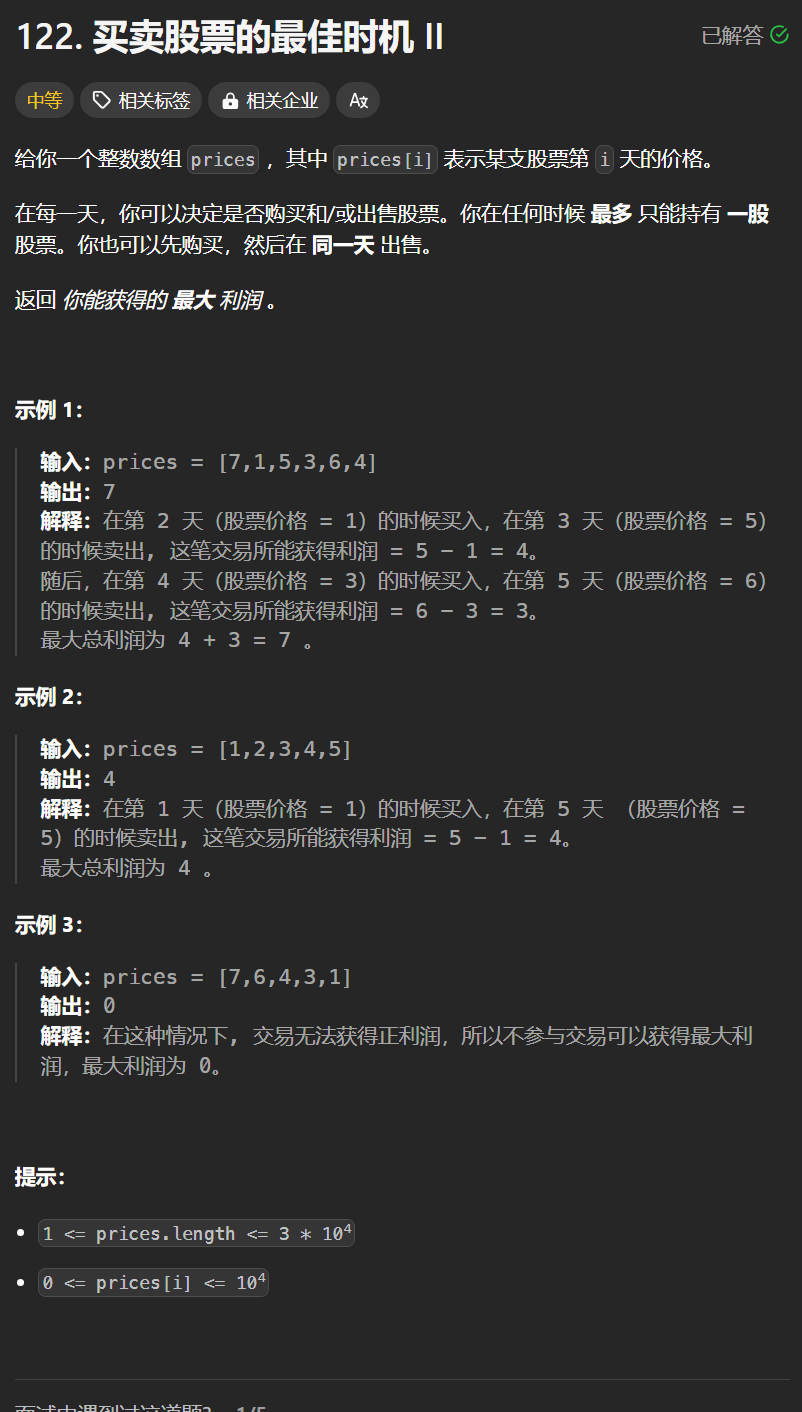 122. 买卖股票的最佳时机 II
已解答
中等 相关标签 相关企业
给你一个整数数组 prices ，其中 prices[i] 表示某支股票第 i 天的价格。
在每一天，你可以决定是否购买和/或出售股票。你在任何时候 最多 只能持有 一股
股票。你也可以先购买，然后在 同一天 出售。
返回 你能获得的 最大 利润 。
示例 1：
输入：prices = [7,1,5,3,6,4]
输出：7
解释：在第 2 天（股票价格 = 1）的时候买入，在第 3 天（股票价格 = 5）
的时候卖出, 这笔交易所能获得利润 = 5 - 1 = 4。
随后，在第 4 天（股票价格 = 3）的时候买入，在第 5 天（股票价格 = 6）
的时候卖出, 这笔交易所能获得利润 = 6 - 3 = 3。
最大总利润为 4 + 3 = 7 。
示例 2：
输入：prices = [1,2,3,4,5]
输出：4
解释：在第 1 天（股票价格 = 1）的时候买入，在第 5 天 （股票价格 =
5）的时候卖出, 这笔交易所能获得利润 = 5 - 1 = 4。
最大总利润为 4 。
示例 3：
输入：prices = [7,6,4,3,1]
输出：0
解释：在这种情况下, 交易无法获得正利润，所以不参与交易可以获得最大利
润，最大利润为 0。
提示：
1 <= prices.length <= 3 * 10⁴
0 <= prices[i] <= 10⁴